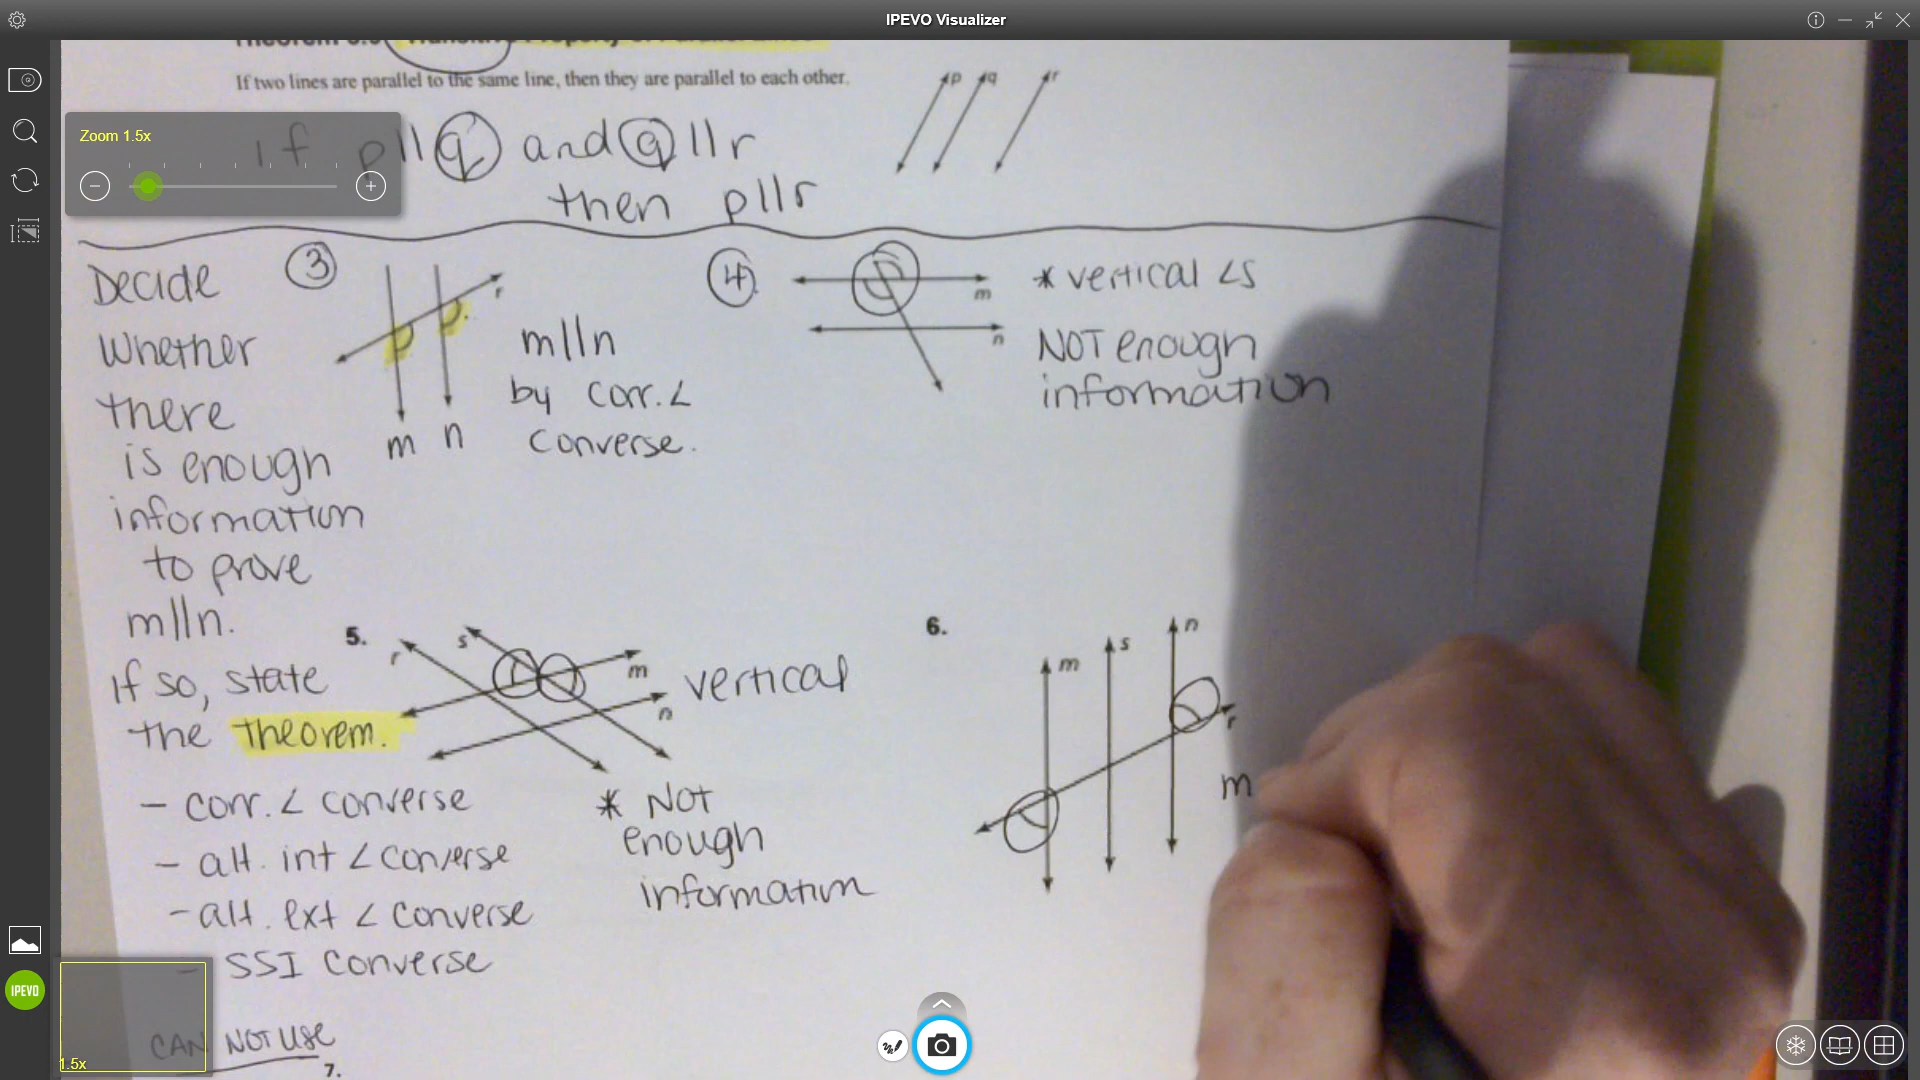 IPEVO Visualizer
If two lines are parallel to the same line, then they are parallel to each other.
p q r
Zoom 1.5x
if p||q and q||r
then p||r
Decide
whether
there
is enough
information
to prove
m||n.
If so, state
the theorem.
- corr. ∠ converse
- alt. int ∠ converse
- alt. ext ∠ converse
- SSI converse
CAN NOT USE
3
r
m n
m||n
by corr. ∠
converse.
4
m
n
* vertical ∠s
NOT enough
information
5.
r s m n
vertical
* Not
enough
information
6.
m s n r
m
7.
IPEVO
1.5x